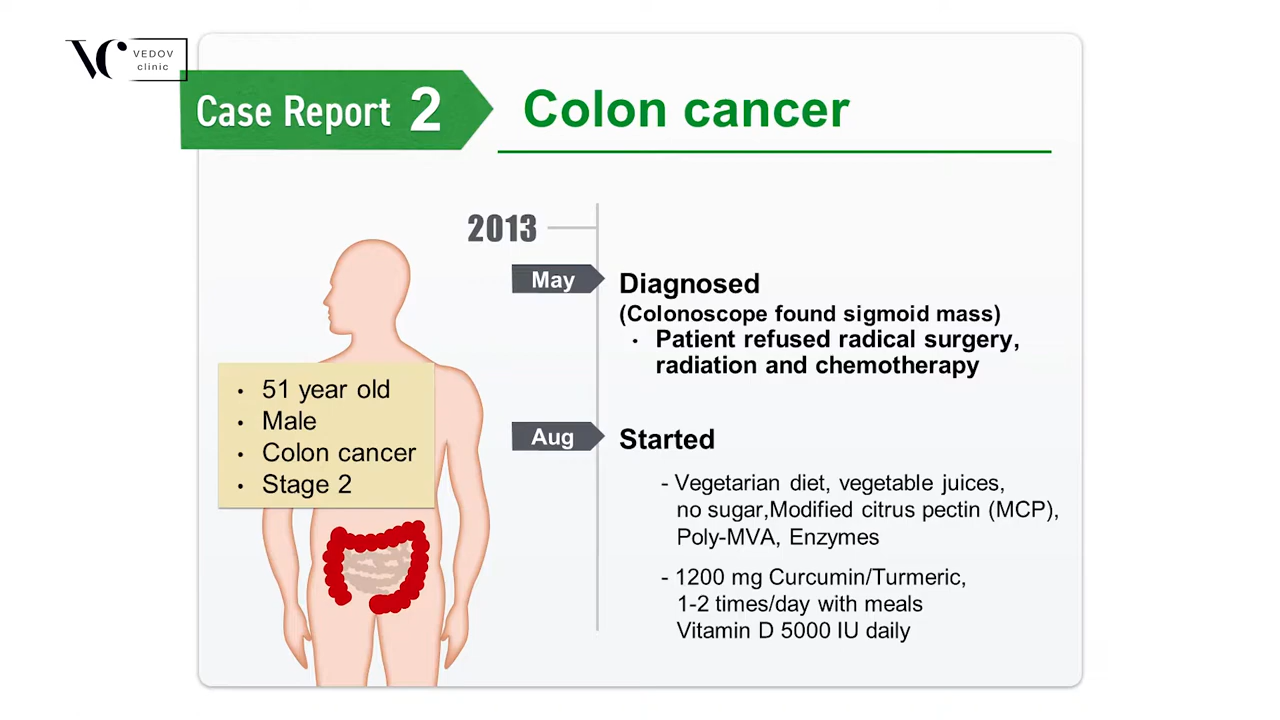 VC VEDOV
clinic
Case Report 2
Colon cancer
2013
May
Diagnosed
(Colonoscope found sigmoid mass)
• Patient refused radical surgery,
radiation and chemotherapy
• 51 year old
• Male
• Colon cancer
• Stage 2
Aug
Started
- Vegetarian diet, vegetable juices,
no sugar,Modified citrus pectin (MCP),
Poly-MVA, Enzymes
- 1200 mg Curcumin/Turmeric,
1-2 times/day with meals
Vitamin D 5000 IU daily